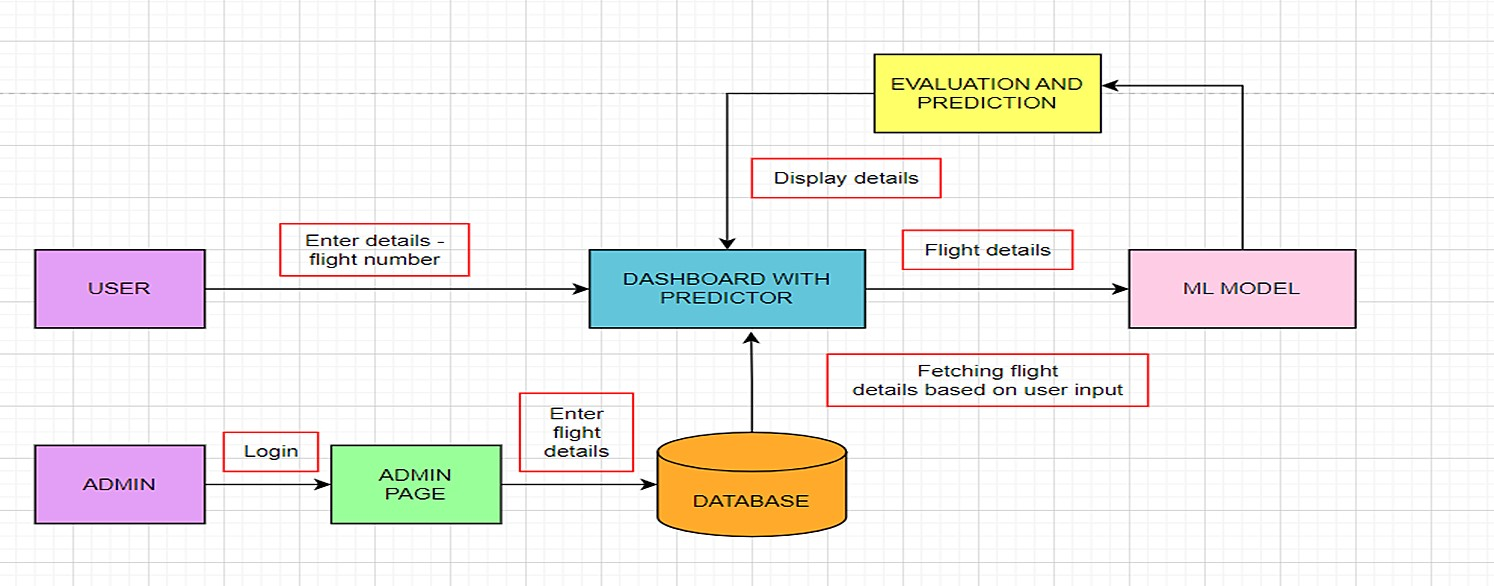 EVALUATION AND
PREDICTION
Display details
Enter details -
flight number
Flight details
USER
DASHBOARD WITH
PREDICTOR
ML MODEL
Fetching flight
details based on user input
Enter
flight
details
Login
ADMIN
ADMIN
PAGE
DATABASE